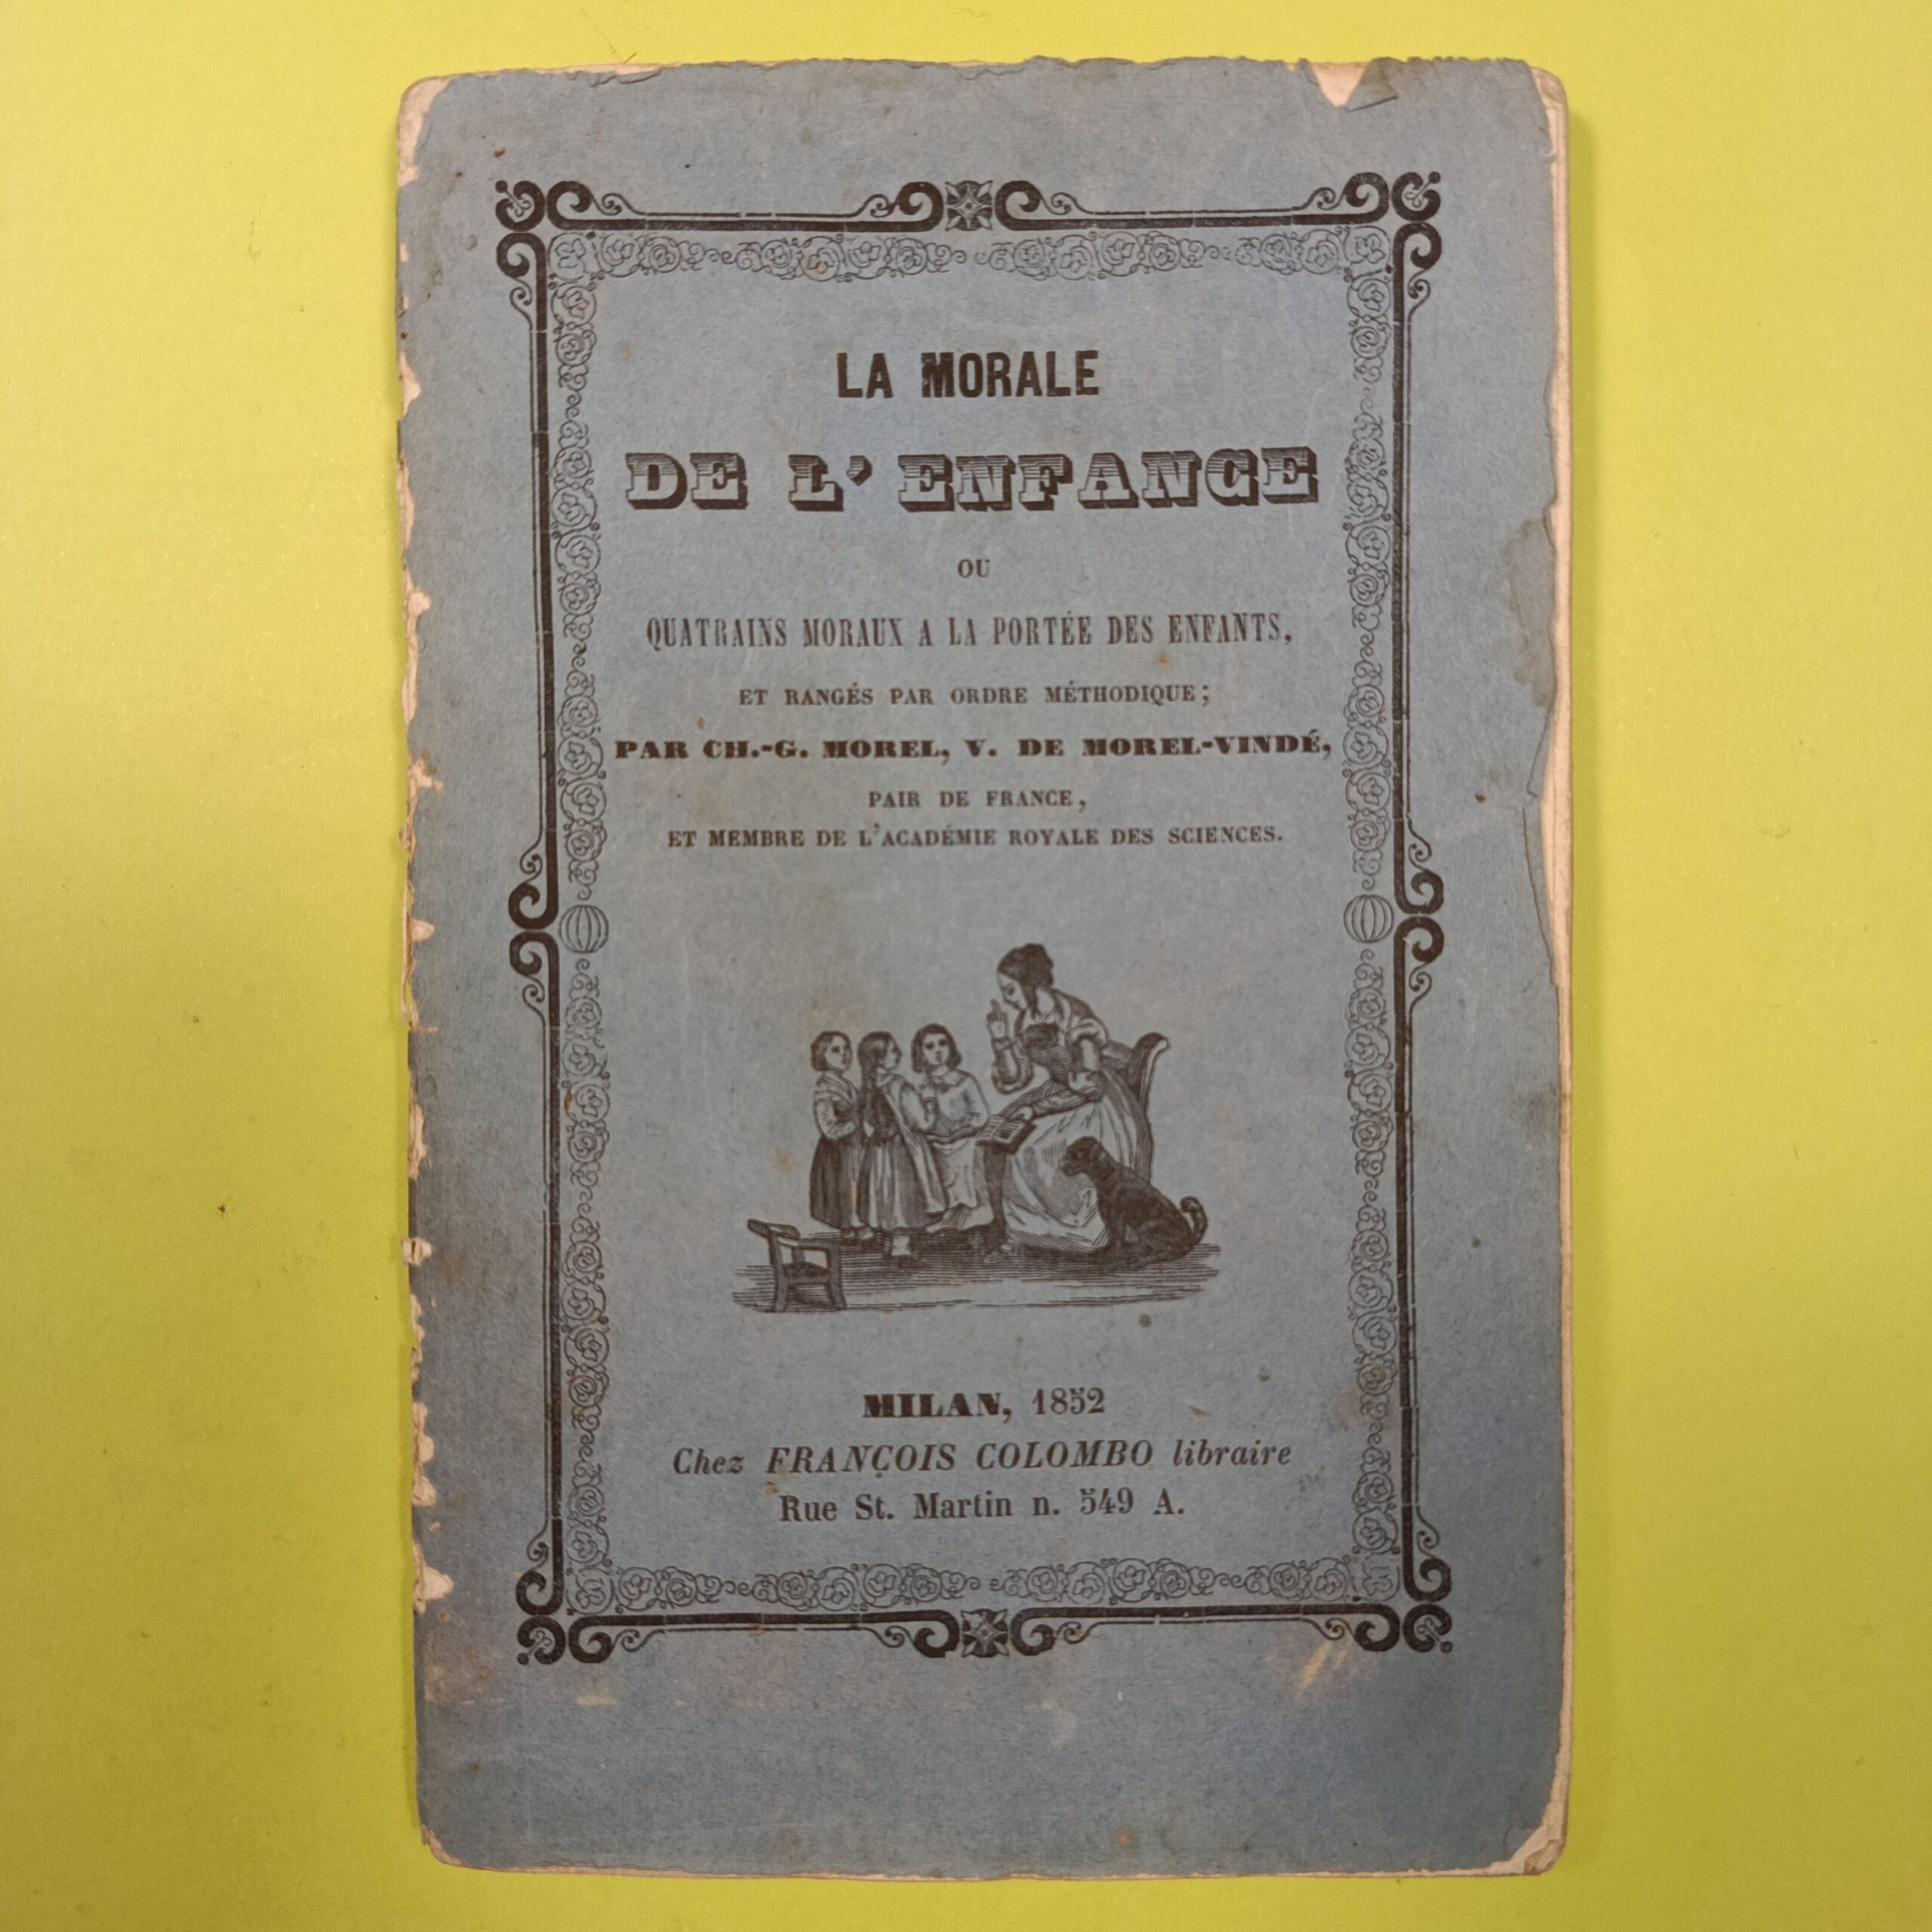 LA MORALE
DE L' ENFANCE
OU
QUATRAINS MORAUX A LA PORTÉE DES ENFANTS,
ET RANGÉS PAR ORDRE MÉTHODIQUE;
PAR CH.-G. MOREL, V. DE MOREL-VINDÉ,
PAIR DE FRANCE,
ET MEMBRE DE L'ACADÉMIE ROYALE DES SCIENCES.
MILAN, 1852
Chez FRANÇOIS COLOMBO libraire
Rue St. Martin n. 549 A.